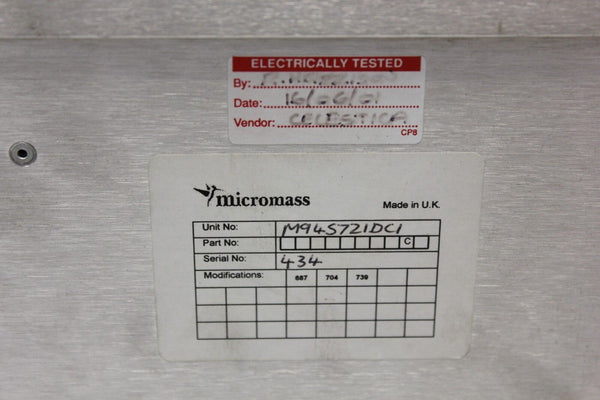 ELECTRICALLY TESTED
By:
Date: 16/06/01
Vendor: CELESTICA
CP8
micromass
Made in U.K.
Unit No: M945721DC1
Part No: C
Serial No: 434
Modifications: 687 704 739